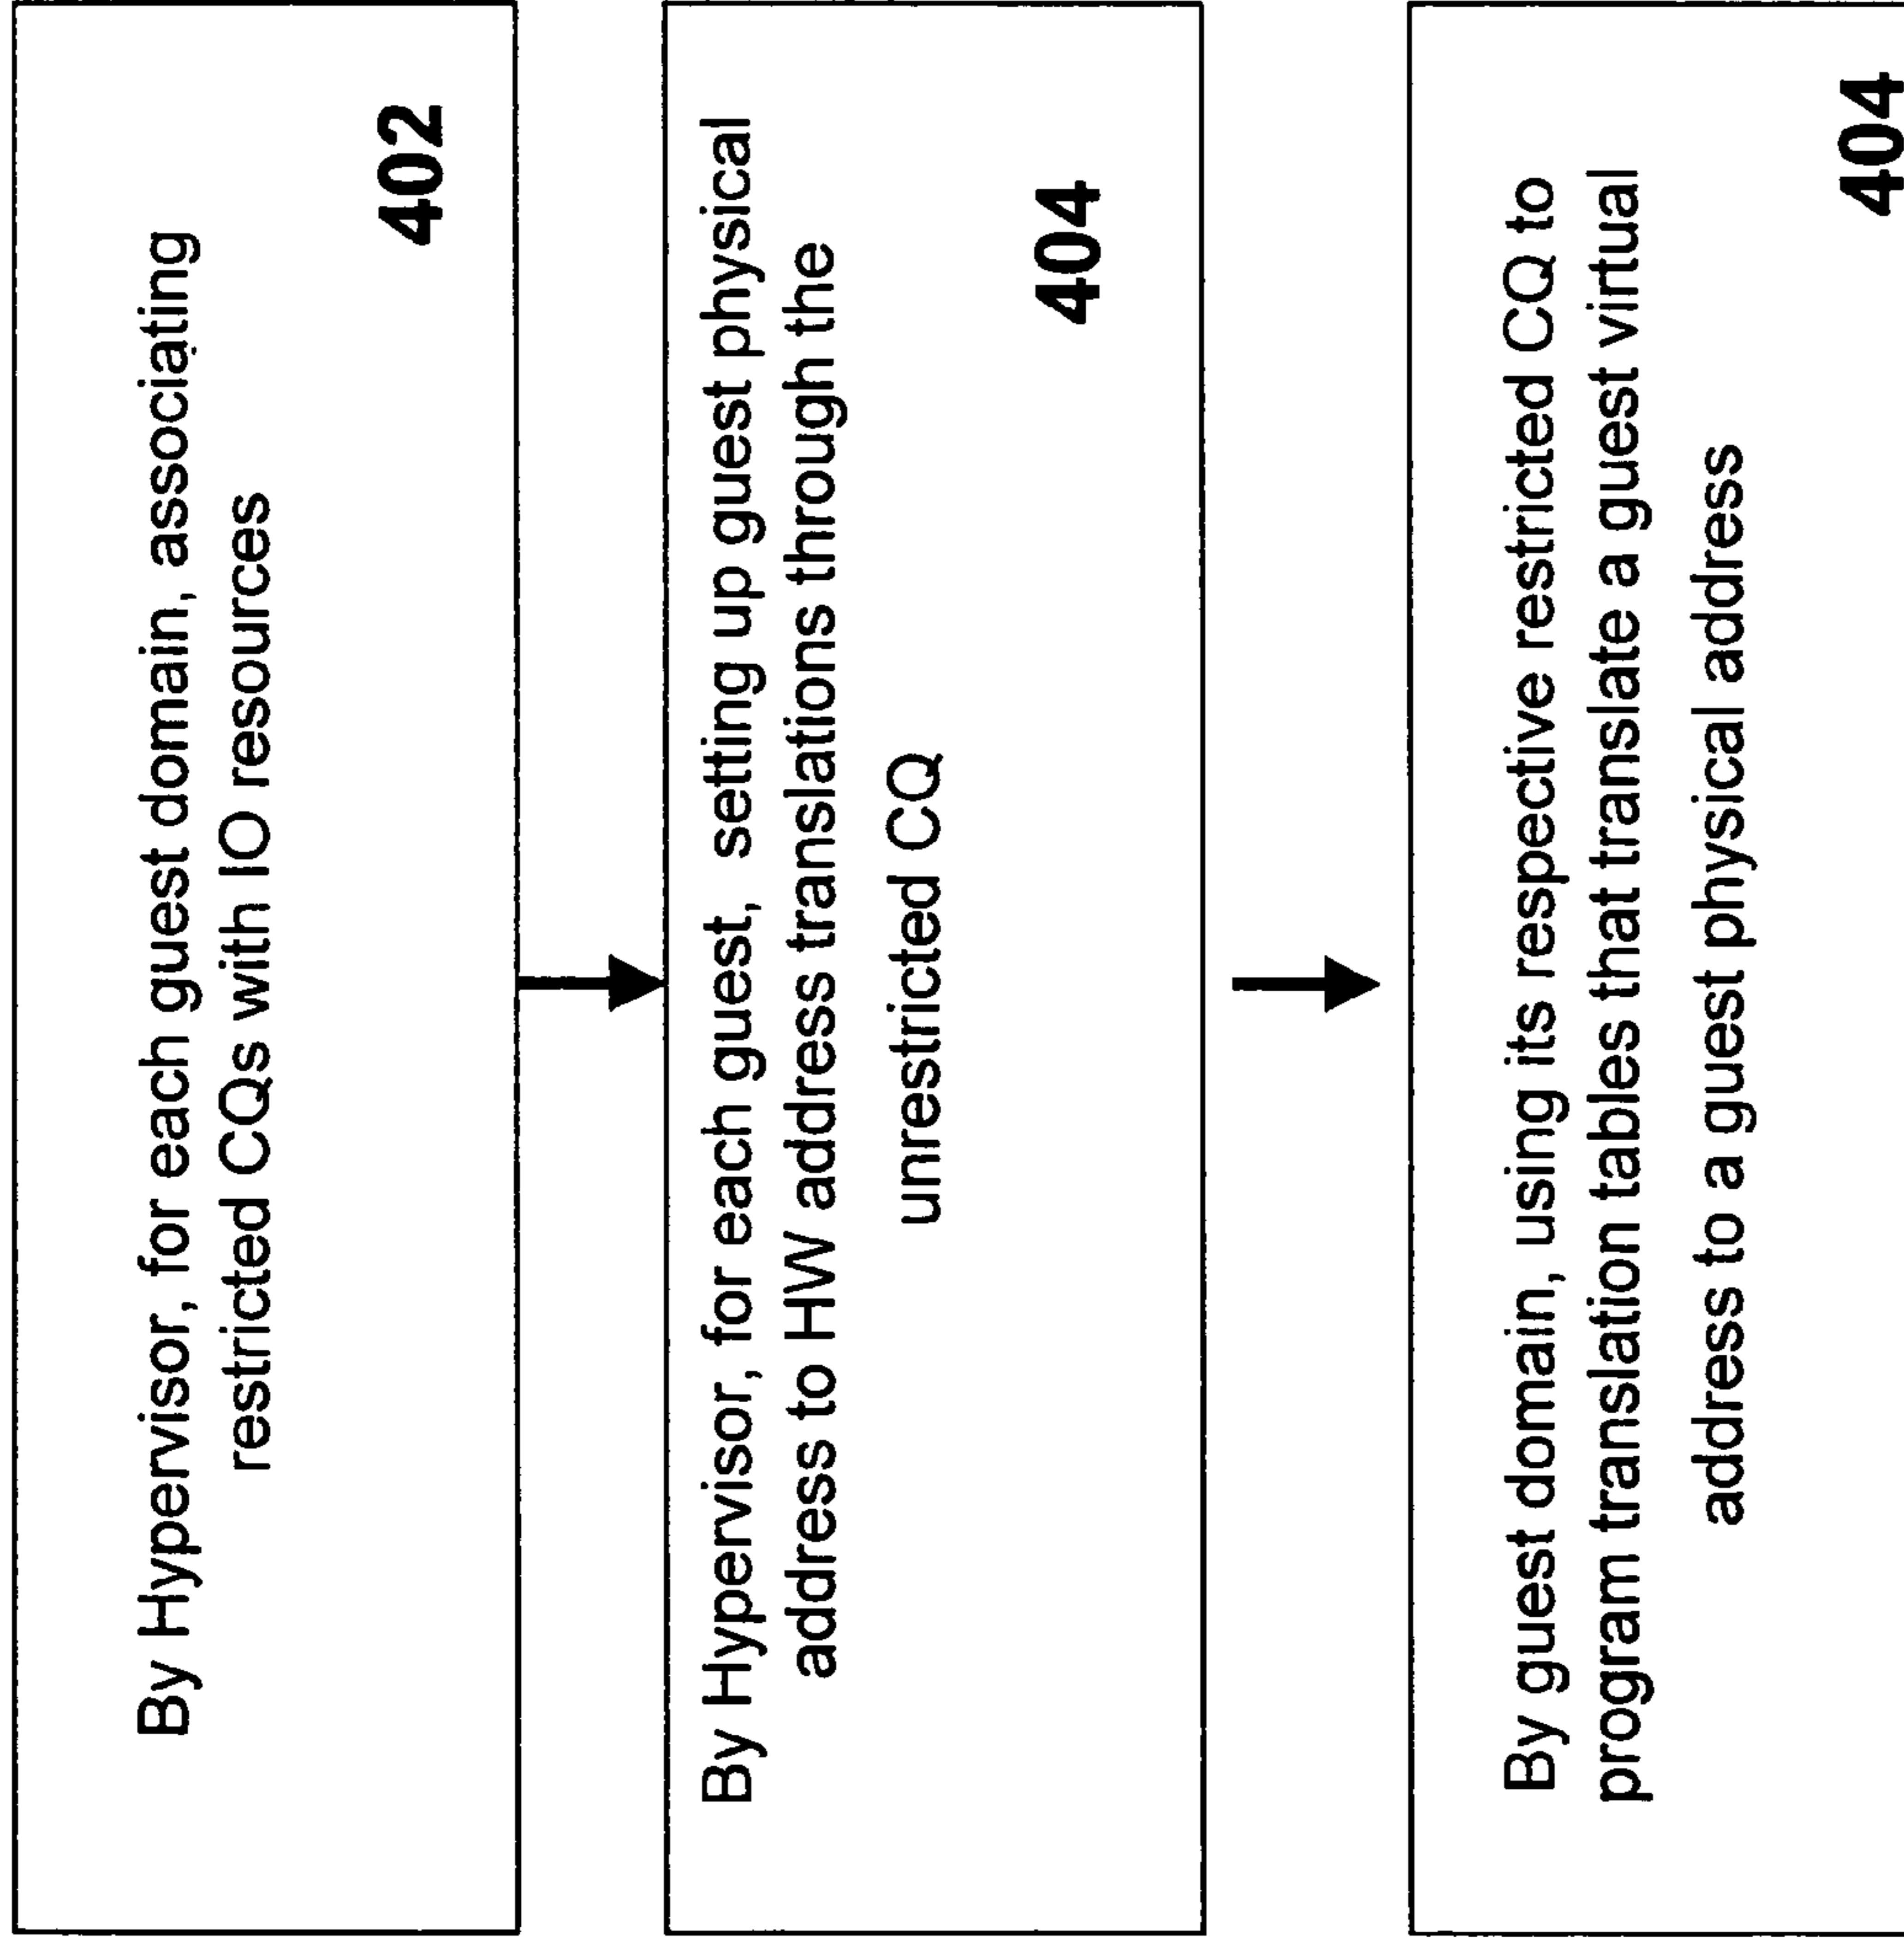 By Hypervisor, for each guest domain, associating
restricted CQs with IO resources
402
By Hypervisor, for each guest, setting up guest physical
address to HW address translations through the
unrestricted CQ
404
By guest domain, using its respective restricted CQ to
program translation tables that translate a guest virtual
address to a guest physical address
404